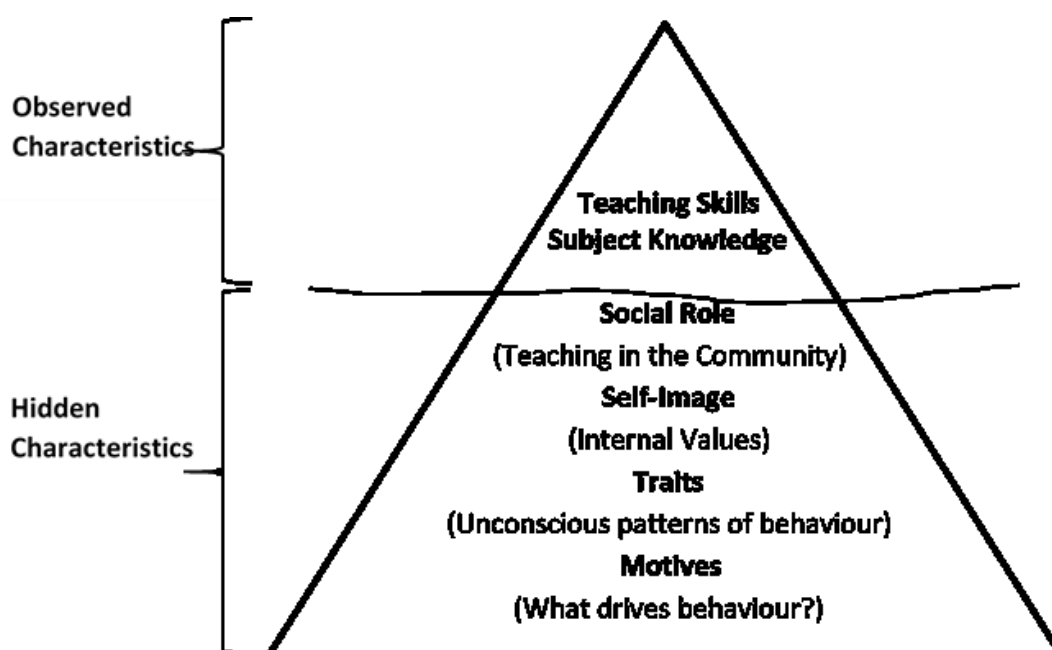 Observed
Characteristics
Teaching Skills
Subject Knowledge
Social Role
(Teaching in the Community)
Self-Image
(Internal Values)
Hidden
Characteristics
Traits
(Unconscious patterns of behaviour)
Motives
(What drives behaviour?)